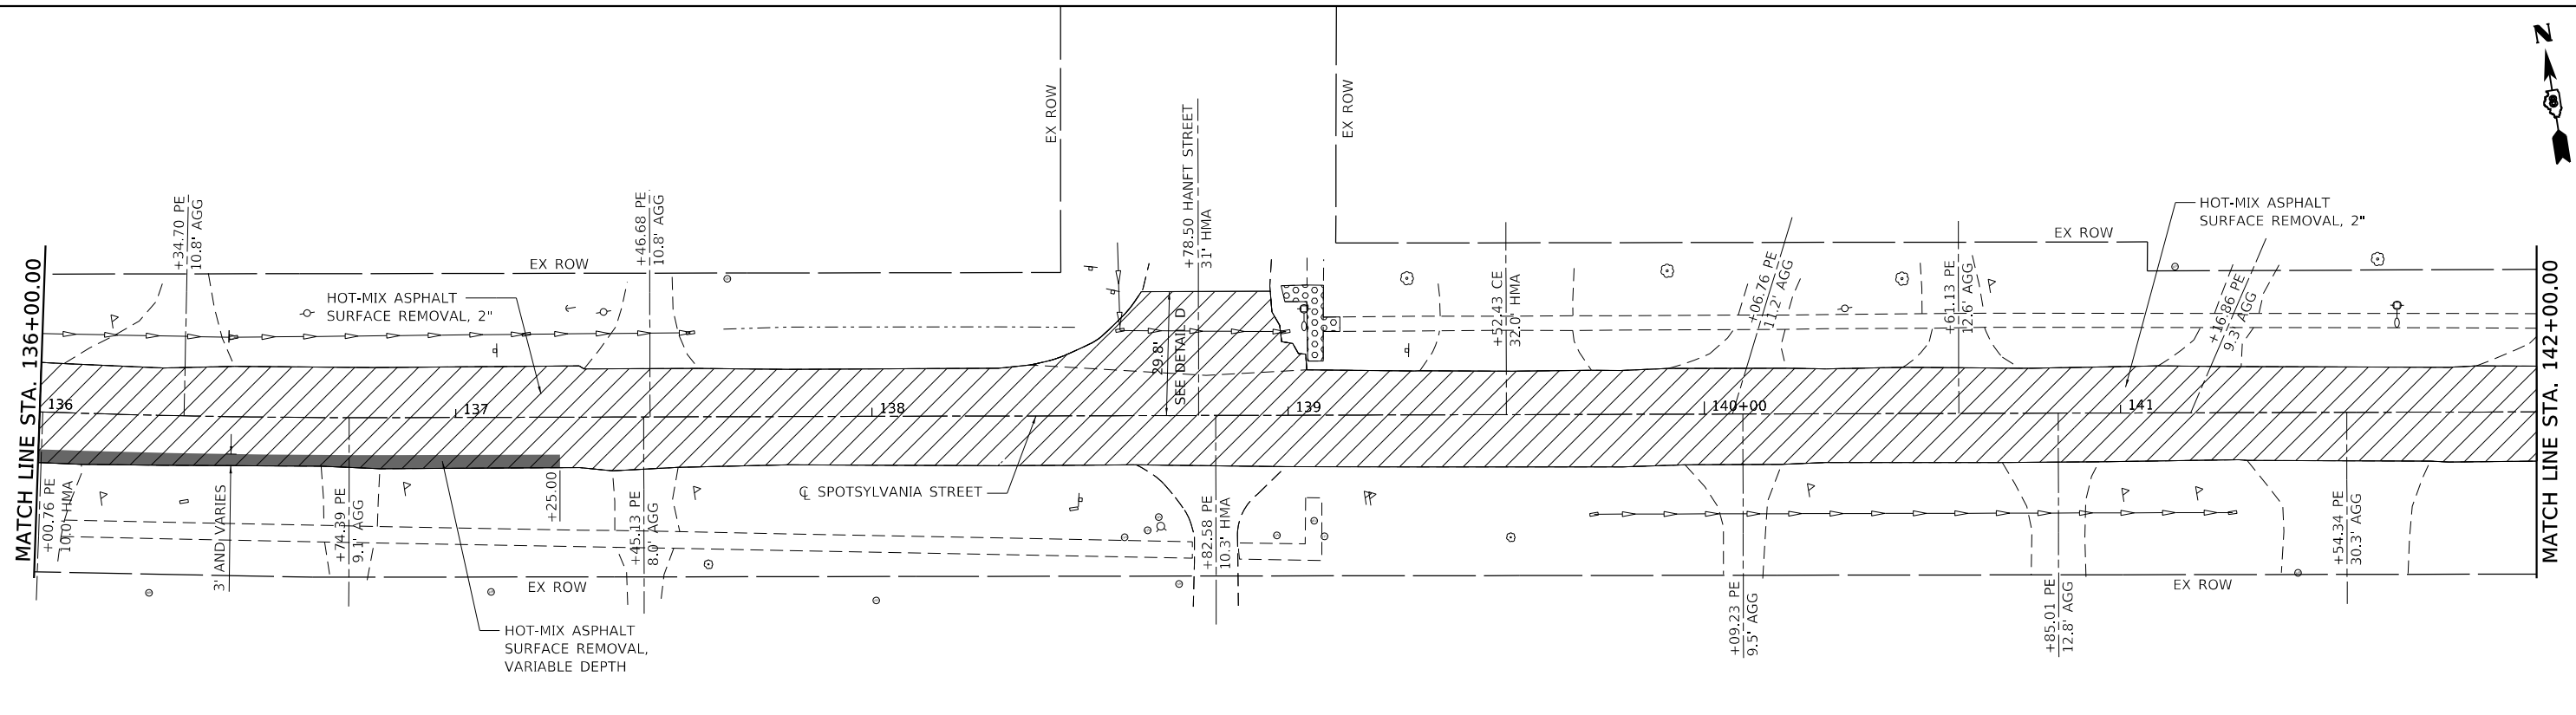 EX ROW
EX ROW
N
+34.70 PE
10.8' AGG
+46.68 PE
10.8' AGG
+78.50 HANFT STREET
31' HMA
HOT-MIX ASPHALT
SURFACE REMOVAL, 2"
EX ROW
EX ROW
HOT-MIX ASPHALT
SURFACE REMOVAL, 2"
29.8'
SEE DETAIL D
+52.43 CE
32.0' HMA
+06.76 PE
11.2' AGG
+61.13 PE
12.6' AGG
+16.86 PE
9.3' AGG
MATCH LINE STA. 136+00.00
MATCH LINE STA. 142+00.00
136
137
138
139
140+00
141
+00.76 PE
10.0' HMA
3' AND VARIES
+74.39 PE
9.1' AGG
+25.00
+45.13 PE
8.0' AGG
℄ SPOTSYLVANIA STREET
+82.58 PE
10.3' HMA
+54.34 PE
30.3' AGG
EX ROW
EX ROW
+09.23 PE
9.5' AGG
+85.01 PE
12.8' AGG
HOT-MIX ASPHALT
SURFACE REMOVAL,
VARIABLE DEPTH